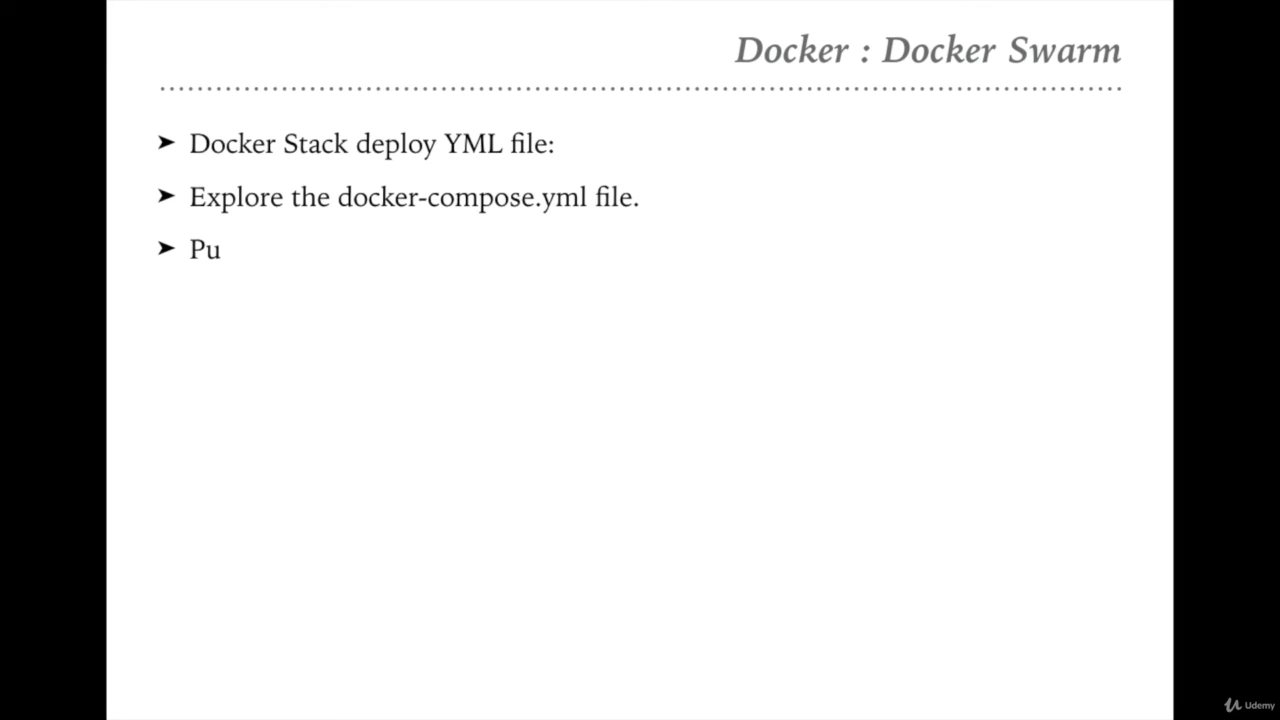 Docker : Docker Swarm
➤ Docker Stack deploy YML file:
➤ Explore the docker-compose.yml file.
➤ Pu
Udemy